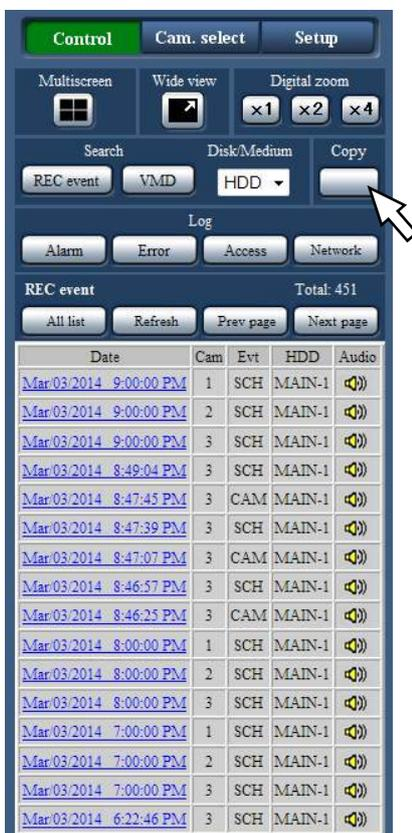 Control Cam. select Setup
Multiscreen Wide view Digital zoom
×1 ×2 ×4
Search Disk/Medium Copy
REC event VMD HDD
Log
Alarm Error Access Network
REC event Total: 451
All list Refresh Prev page Next page
Date Cam Evt HDD Audio
Mar/03/2014 9:00:00 PM 1 SCH MAIN-1
Mar/03/2014 9:00:00 PM 2 SCH MAIN-1
Mar/03/2014 9:00:00 PM 3 SCH MAIN-1
Mar/03/2014 8:49:04 PM 3 SCH MAIN-1
Mar/03/2014 8:47:45 PM 3 CAM MAIN-1
Mar/03/2014 8:47:39 PM 3 SCH MAIN-1
Mar/03/2014 8:47:07 PM 3 CAM MAIN-1
Mar/03/2014 8:46:57 PM 3 SCH MAIN-1
Mar/03/2014 8:46:25 PM 3 CAM MAIN-1
Mar/03/2014 8:00:00 PM 1 SCH MAIN-1
Mar/03/2014 8:00:00 PM 2 SCH MAIN-1
Mar/03/2014 8:00:00 PM 3 SCH MAIN-1
Mar/03/2014 7:00:00 PM 1 SCH MAIN-1
Mar/03/2014 7:00:00 PM 2 SCH MAIN-1
Mar/03/2014 7:00:00 PM 3 SCH MAIN-1
Mar/03/2014 6:22:46 PM 3 SCH MAIN-1